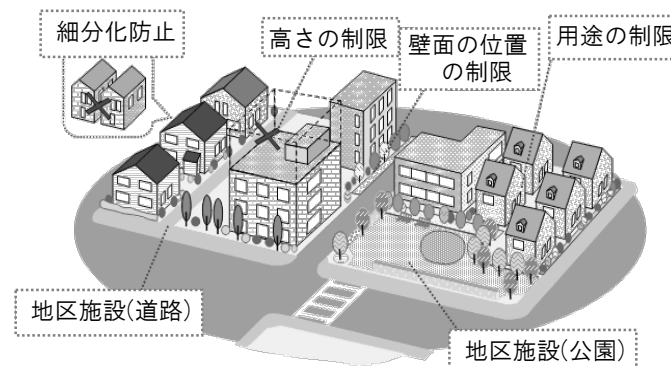 細分化防止
高さの制限
壁面の位置
の制限
用途の制限
地区施設(道路)
地区施設(公園)